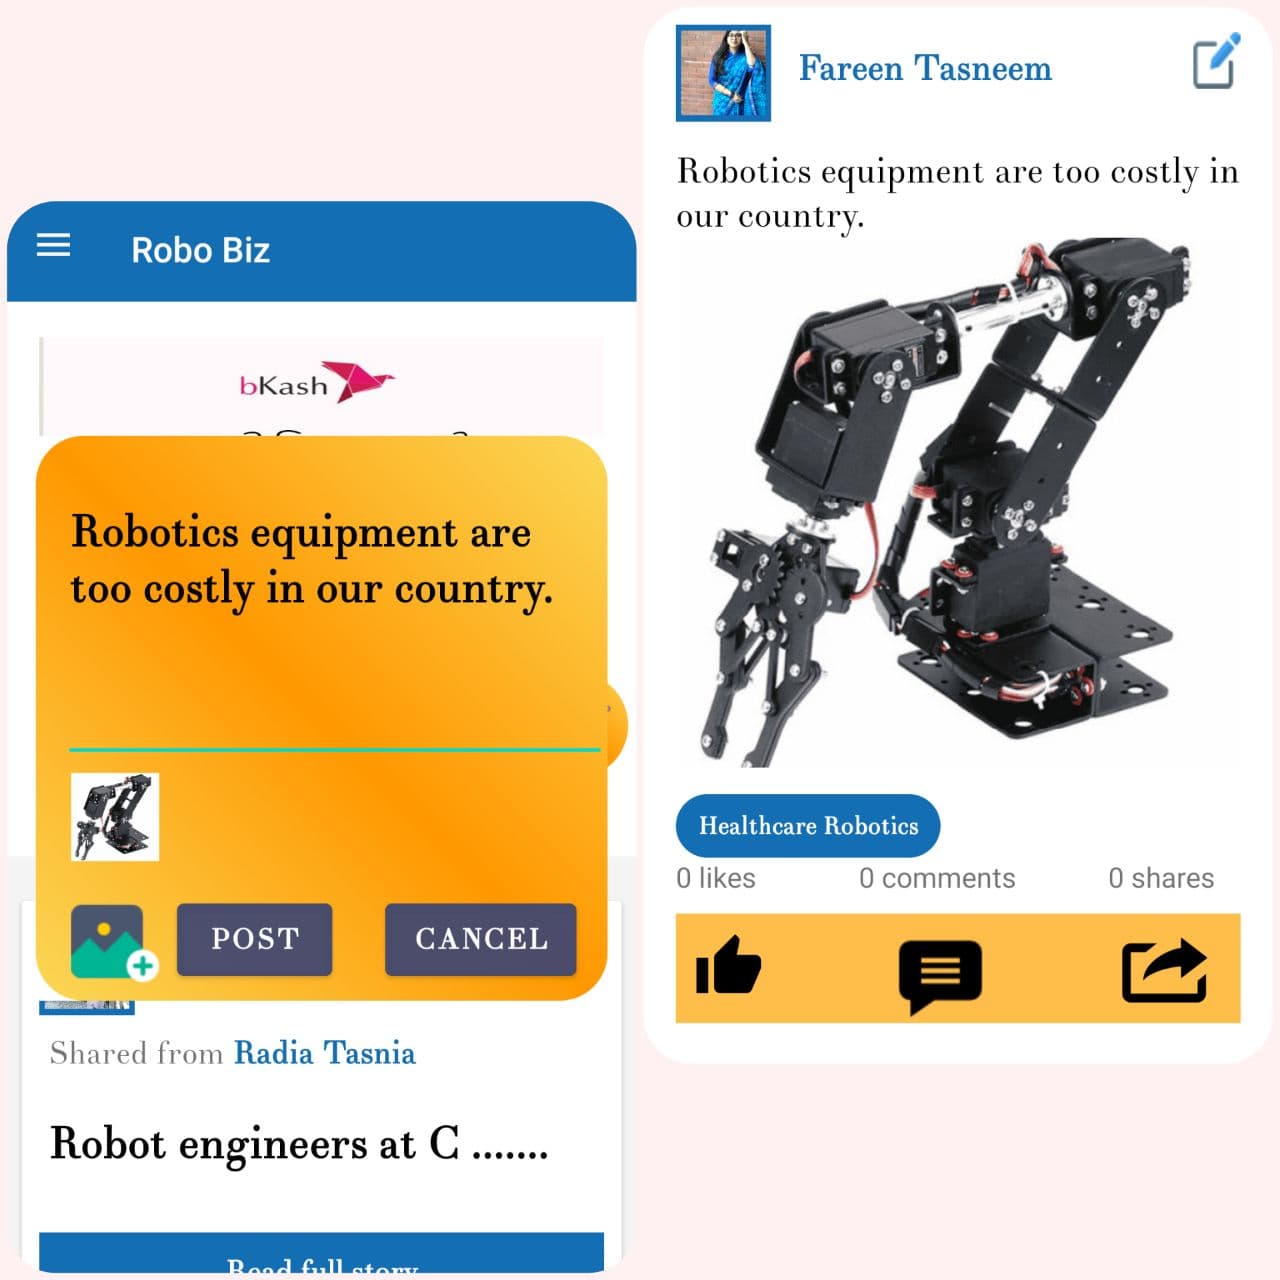 Robo Biz
bKash
Robotics equipment are
too costly in our country.
POST
CANCEL
Shared from Radia Tasnia
Robot engineers at C .......
Read full story
Fareen Tasneem
Robotics equipment are too costly in
our country.
Healthcare Robotics
0 likes
0 comments
0 shares